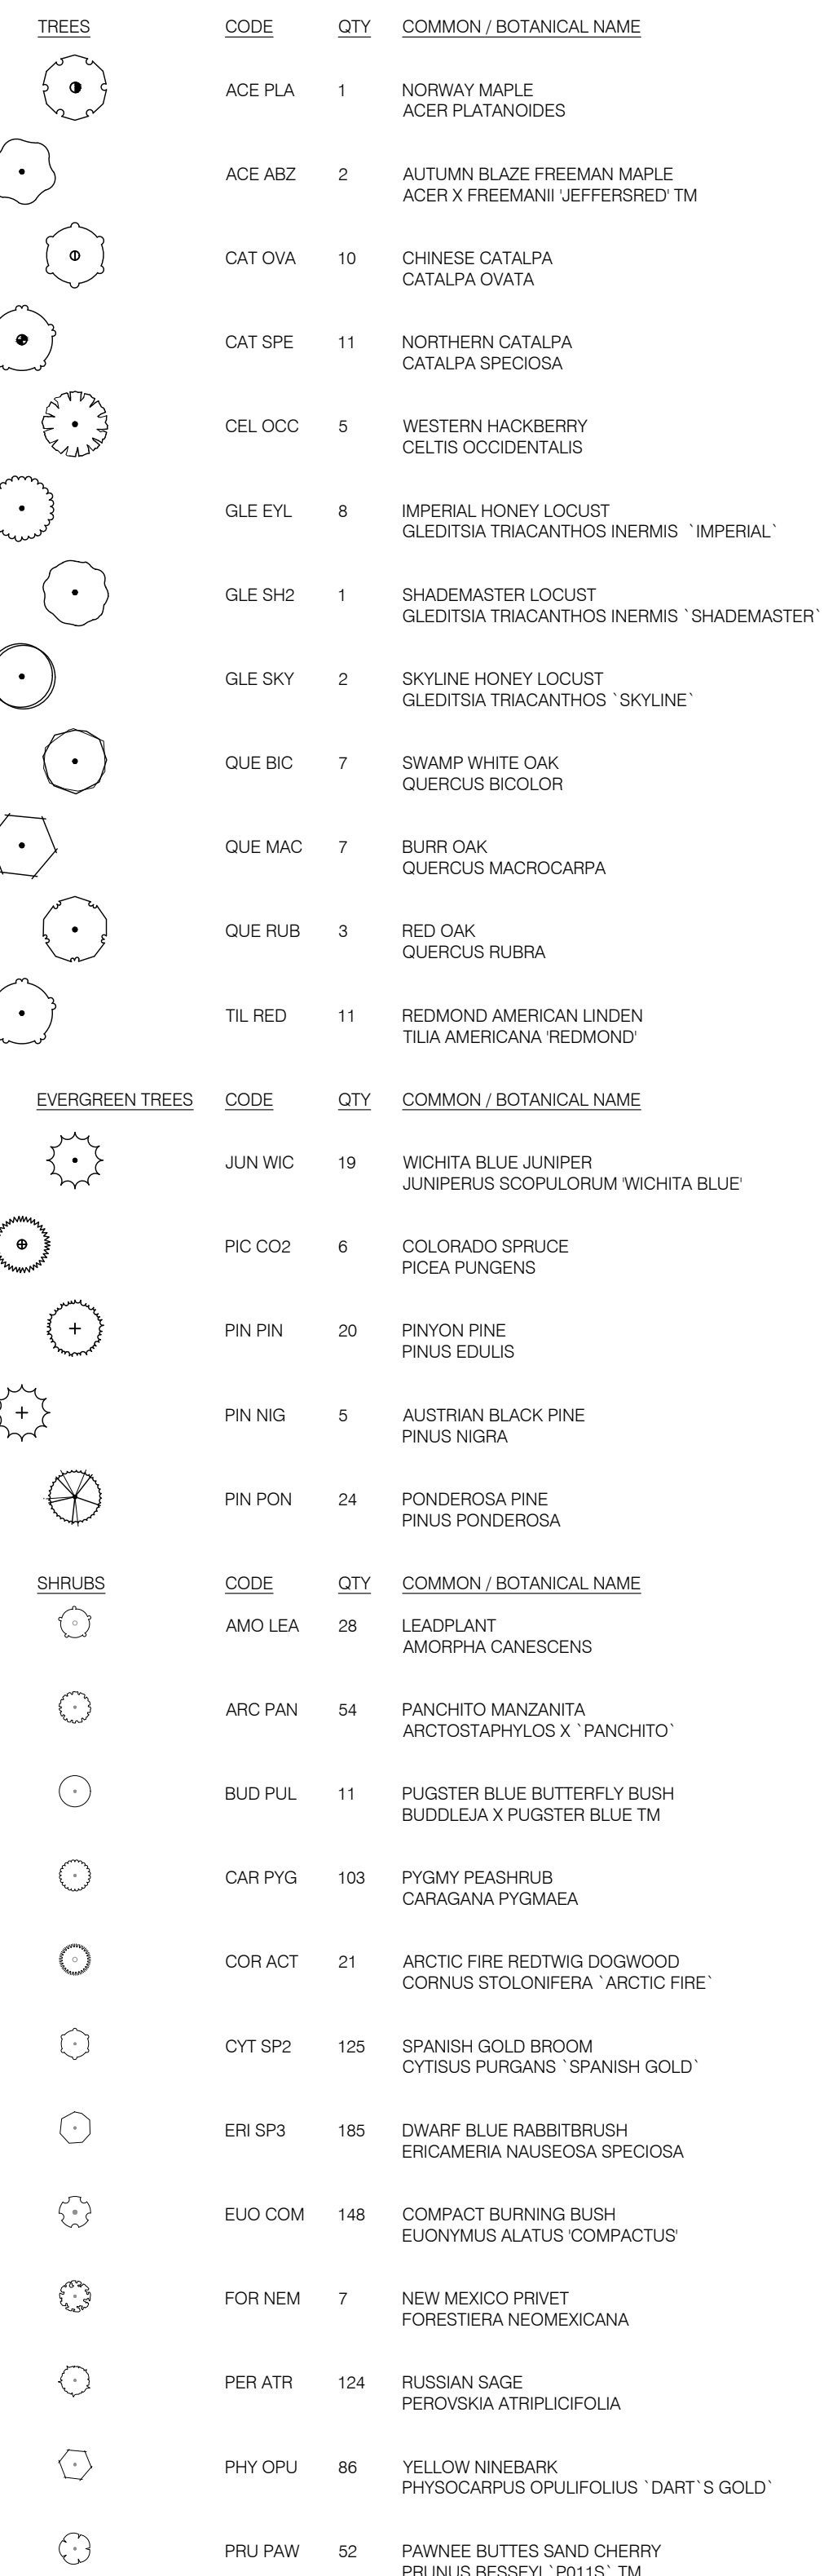 TREES CODE QTY COMMON / BOTANICAL NAME
ACE PLA 1 NORWAY MAPLE
ACER PLATANOIDES
ACE ABZ 2 AUTUMN BLAZE FREEMAN MAPLE
ACER X FREEMANII 'JEFFERSRED' TM
CAT OVA 10 CHINESE CATALPA
CATALPA OVATA
CAT SPE 11 NORTHERN CATALPA
CATALPA SPECIOSA
CEL OCC 5 WESTERN HACKBERRY
CELTIS OCCIDENTALIS
GLE EYL 8 IMPERIAL HONEY LOCUST
GLEDITSIA TRIACANTHOS INERMIS `IMPERIAL`
GLE SH2 1 SHADEMASTER LOCUST
GLEDITSIA TRIACANTHOS INERMIS `SHADEMASTER`
GLE SKY 2 SKYLINE HONEY LOCUST
GLEDITSIA TRIACANTHOS `SKYLINE`
QUE BIC 7 SWAMP WHITE OAK
QUERCUS BICOLOR
QUE MAC 7 BURR OAK
QUERCUS MACROCARPA
QUE RUB 3 RED OAK
QUERCUS RUBRA
TIL RED 11 REDMOND AMERICAN LINDEN
TILIA AMERICANA 'REDMOND'
EVERGREEN TREES CODE QTY COMMON / BOTANICAL NAME
JUN WIC 19 WICHITA BLUE JUNIPER
JUNIPERUS SCOPULORUM 'WICHITA BLUE'
PIC CO2 6 COLORADO SPRUCE
PICEA PUNGENS
PIN PIN 20 PINYON PINE
PINUS EDULIS
PIN NIG 5 AUSTRIAN BLACK PINE
PINUS NIGRA
PIN PON 24 PONDEROSA PINE
PINUS PONDEROSA
SHRUBS CODE QTY COMMON / BOTANICAL NAME
AMO LEA 28 LEADPLANT
AMORPHA CANESCENS
ARC PAN 54 PANCHITO MANZANITA
ARCTOSTAPHYLOS X `PANCHITO`
BUD PUL 11 PUGSTER BLUE BUTTERFLY BUSH
BUDDLEJA X PUGSTER BLUE TM
CAR PYG 103 PYGMY PEASHRUB
CARAGANA PYGMAEA
COR ACT 21 ARCTIC FIRE REDTWIG DOGWOOD
CORNUS STOLONIFERA `ARCTIC FIRE`
CYT SP2 125 SPANISH GOLD BROOM
CYTISUS PURGANS `SPANISH GOLD`
ERI SP3 185 DWARF BLUE RABBITBRUSH
ERICAMERIA NAUSEOSA SPECIOSA
EUO COM 148 COMPACT BURNING BUSH
EUONYMUS ALATUS 'COMPACTUS'
FOR NEM 7 NEW MEXICO PRIVET
FORESTIERA NEOMEXICANA
PER ATR 124 RUSSIAN SAGE
PEROVSKIA ATRIPLICIFOLIA
PHY OPU 86 YELLOW NINEBARK
PHYSOCARPUS OPULIFOLIUS `DART`S GOLD`
PRU PAW 52 PAWNEE BUTTES SAND CHERRY
PRUNUS BESSEYI `P011S` TM